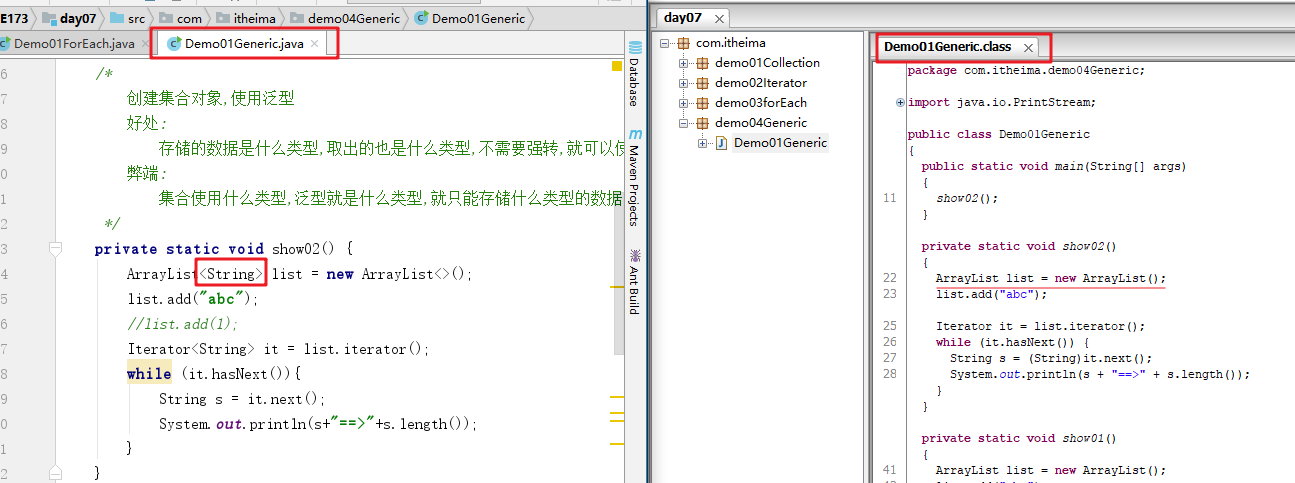 E173 day07 src com itheima demo04Generic Demo01Generic
Demo01ForEach.java
Demo01Generic.java
6 /*
7 创建集合对象,使用泛型
8 好处:
9 存储的数据是什么类型,取出的也是什么类型,不需要强转,就可以使
0 弊端:
1 集合使用什么类型,泛型就是什么类型,就只能存储什么类型的数据
2 */
3 private static void show02() {
4 ArrayList<String> list = new ArrayList<>();
5 list.add("abc");
6 //list.add(1);
7 Iterator<String> it = list.iterator();
8 while (it.hasNext()){
9 String s = it.next();
0 System.out.println(s+"==>"+s.length());
1 }
2 }
Database
m Maven Projects
Ant Build
day07
com.itheima
demo01Collection
demo02Iterator
demo03forEach
demo04Generic
J Demo01Generic
Demo01Generic.class
package com.itheima.demo04Generic;
import java.io.PrintStream;
public class Demo01Generic
{
public static void main(String[] args)
{
11 show02();
}
private static void show02()
{
22 ArrayList list = new ArrayList();
23 list.add("abc");
25 Iterator it = list.iterator();
26 while (it.hasNext()) {
27 String s = (String)it.next();
28 System.out.println(s + "==>" + s.length());
}
}
private static void show01()
{
41 ArrayList list = new ArrayList();